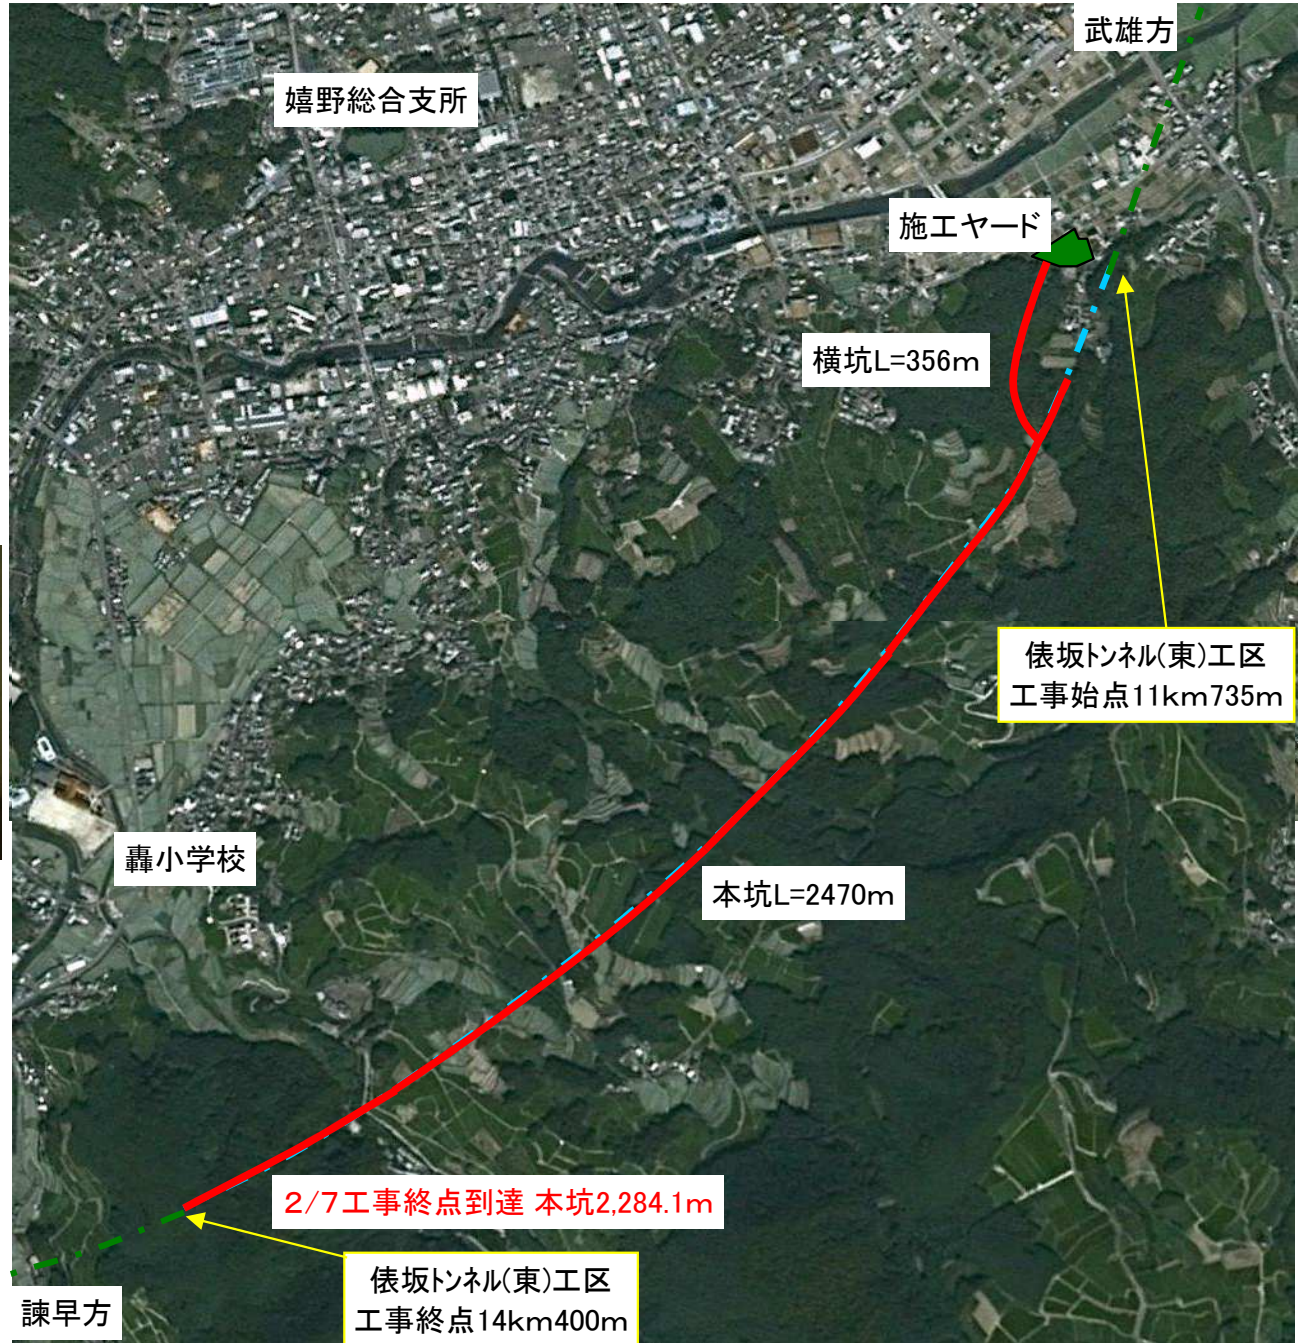 武雄方
嬉野総合支所
施工ヤード
横坑L=356m
俵坂トンネル(東)工区
工事始点11km735m
轟小学校
本坑L=2470m
2/7工事終点到達 本坑2,284.1m
俵坂トンネル(東)工区
工事終点14km400m
諫早方